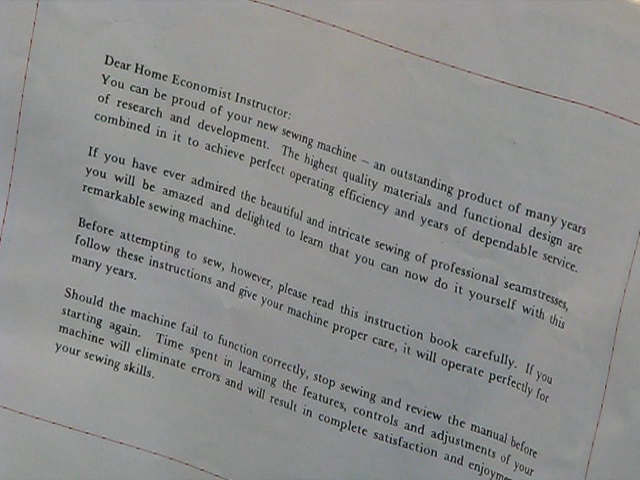 Dear Home Economist Instructor:
You can be proud of your new sewing machine – an outstanding product of many years
of research and development. The highest quality materials and functional design are
combined in it to achieve perfect operating efficiency and years of dependable service.
If you have ever admired the beautiful and intricate sewing of professional seamstresses,
you will be amazed and delighted to learn that you can now do it yourself with this
remarkable sewing machine.
Before attempting to sew, however, please read this instruction book carefully. If you
follow these instructions and give your machine proper care, it will operate perfectly for
many years.
Should the machine fail to function correctly, stop sewing and review the manual before
starting again. Time spent in learning the features, controls and adjustments of your
machine will eliminate errors and will result in complete satisfaction and
your sewing skills.